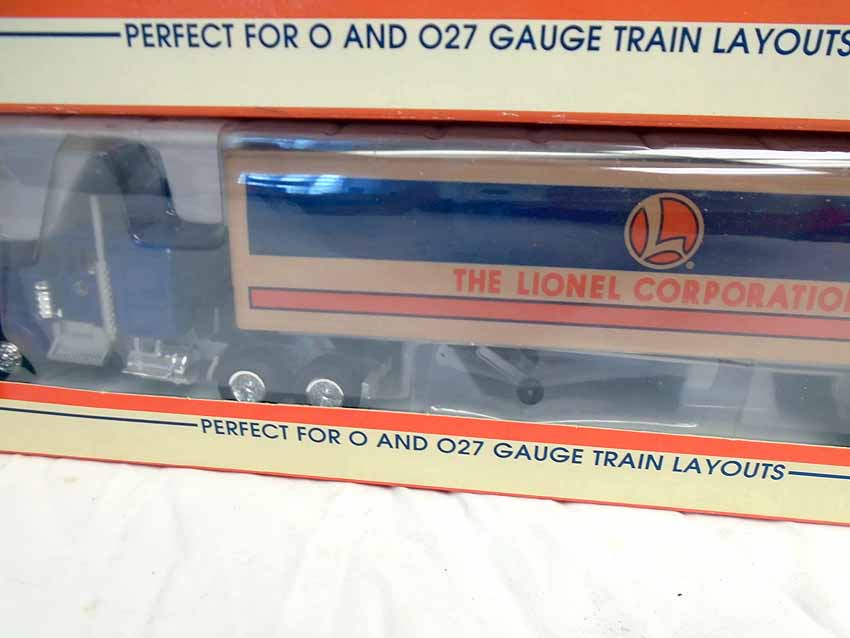 PERFECT FOR O AND O27 GAUGE TRAIN LAYOUTS
L
THE LIONEL CORPORATION
PERFECT FOR O AND O27 GAUGE TRAIN LAYOUTS